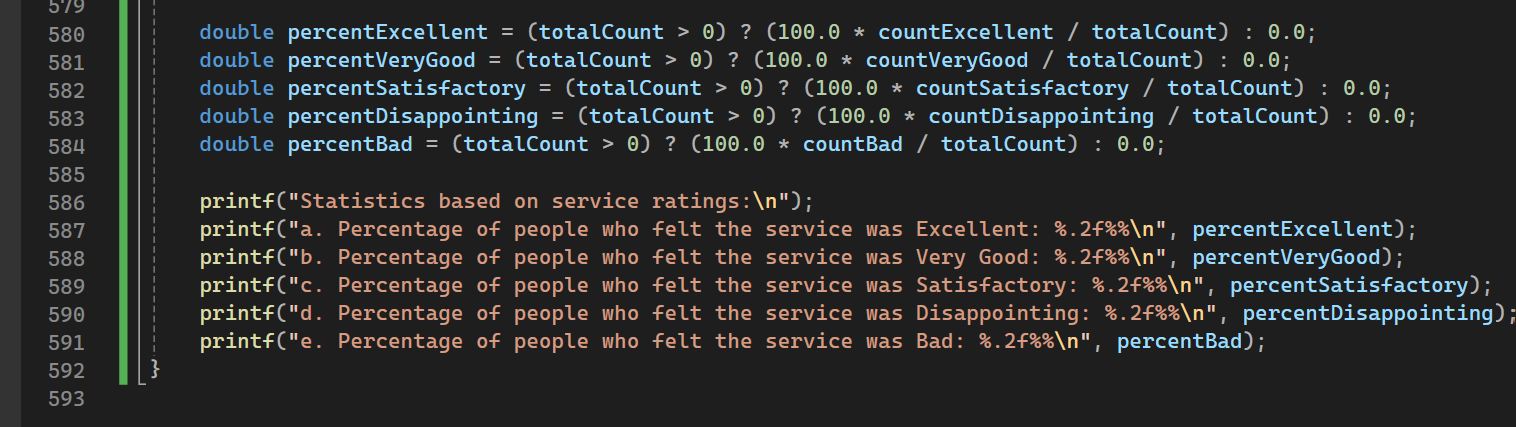 579
580 double percentExcellent = (totalCount > 0) ? (100.0 * countExcellent / totalCount) : 0.0;
581 double percentVeryGood = (totalCount > 0) ? (100.0 * countVeryGood / totalCount) : 0.0;
582 double percentSatisfactory = (totalCount > 0) ? (100.0 * countSatisfactory / totalCount) : 0.0;
583 double percentDisappointing = (totalCount > 0) ? (100.0 * countDisappointing / totalCount) : 0.0;
584 double percentBad = (totalCount > 0) ? (100.0 * countBad / totalCount) : 0.0;
585
586 printf("Statistics based on service ratings:\n");
587 printf("a. Percentage of people who felt the service was Excellent: %.2f%%\n", percentExcellent);
588 printf("b. Percentage of people who felt the service was Very Good: %.2f%%\n", percentVeryGood);
589 printf("c. Percentage of people who felt the service was Satisfactory: %.2f%%\n", percentSatisfactory);
590 printf("d. Percentage of people who felt the service was Disappointing: %.2f%%\n", percentDisappointing);
591 printf("e. Percentage of people who felt the service was Bad: %.2f%%\n", percentBad);
592 }
593